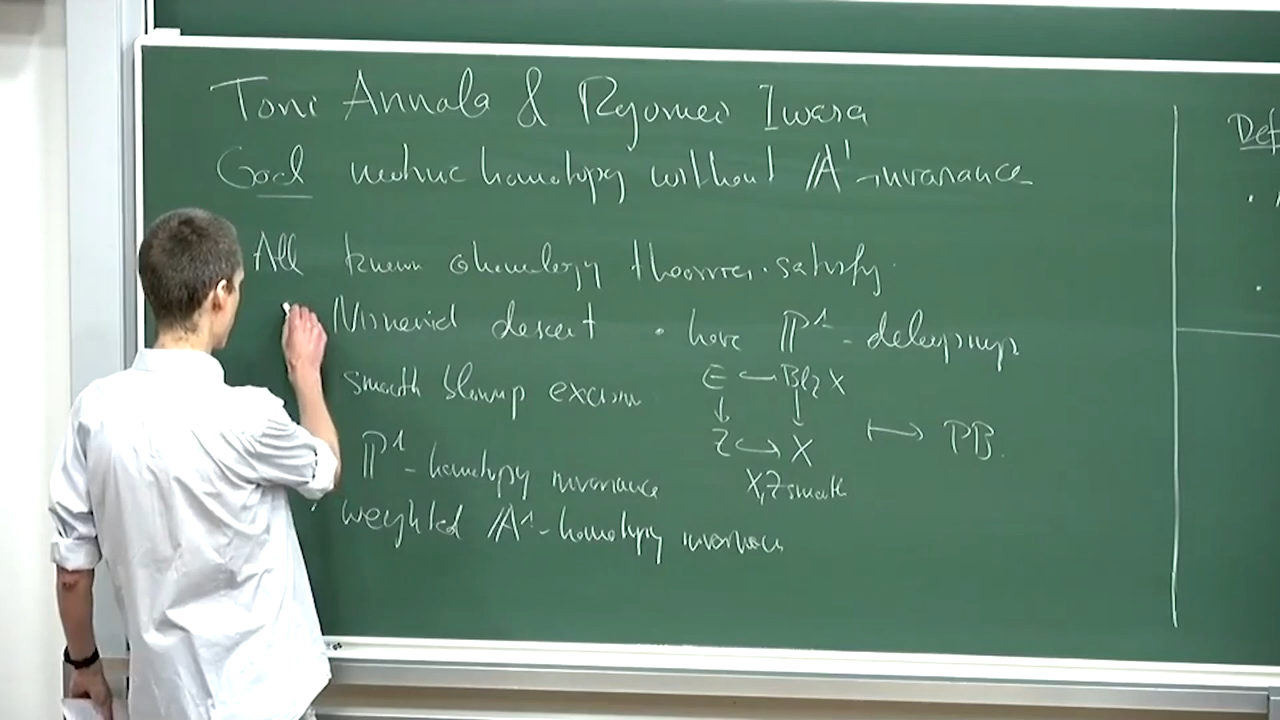 Toni Annala & Ryomei Iwasa
Goal motivic homotopy without A¹-invariance
All known cohomology theories satisfy
Nisnevich descent • have P¹-deloopings
smooth blowup excision
E ↪ Bl_Z X
↓ ↓
Z ↪ X ↦ PB.
X, Z smooth
P¹-homotopy invariance
weighted A¹-homotopy invariance
Def